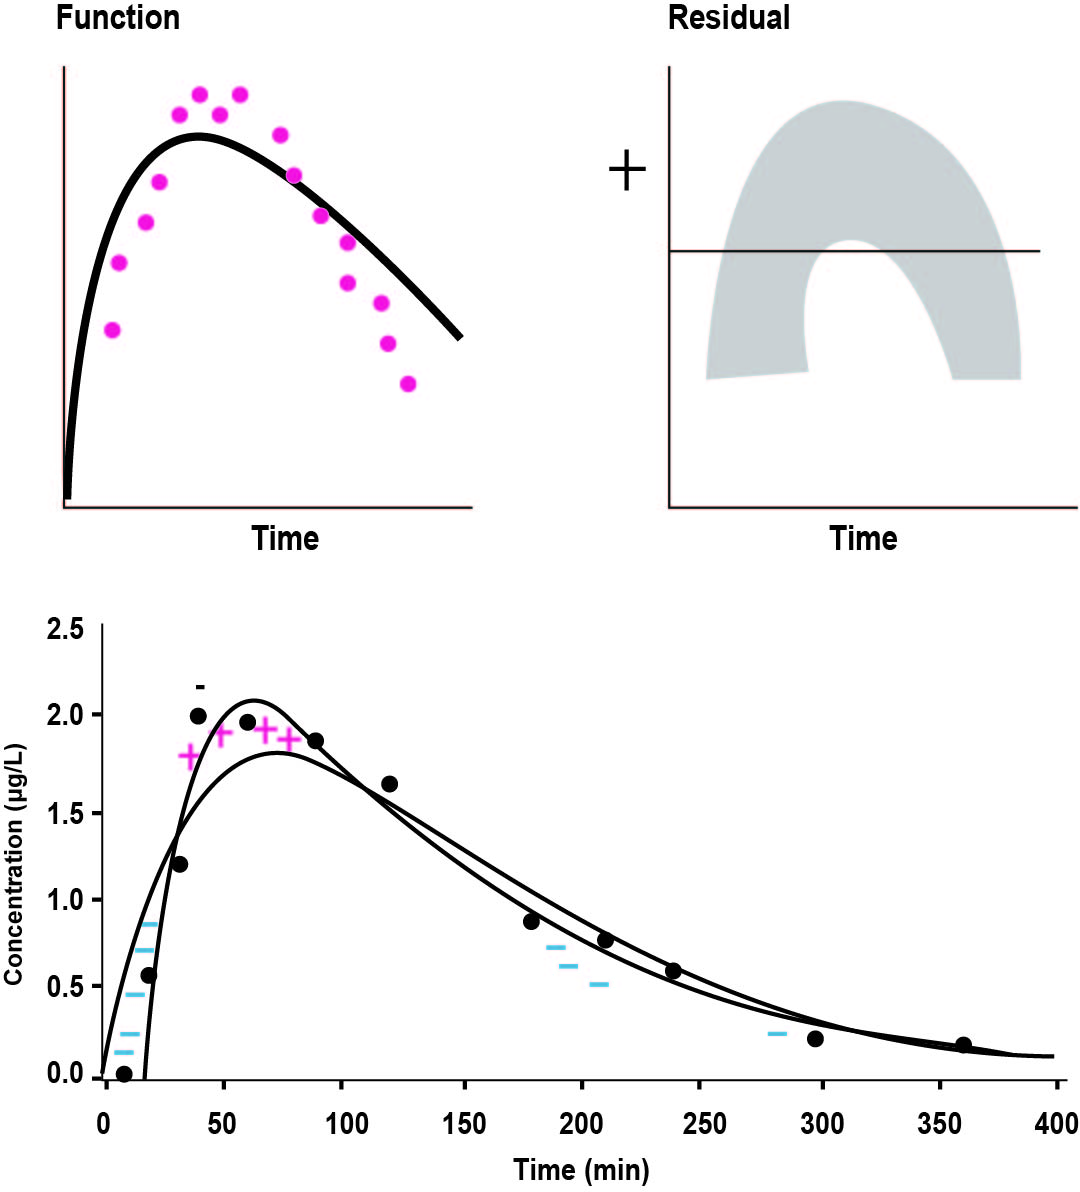 Function
Residual
+
Time
Time
2.5
2.0
1.5
1.0
0.5
0.0
Concentration (µg/L)
0 50 100 150 200 250 300 350 400
Time (min)